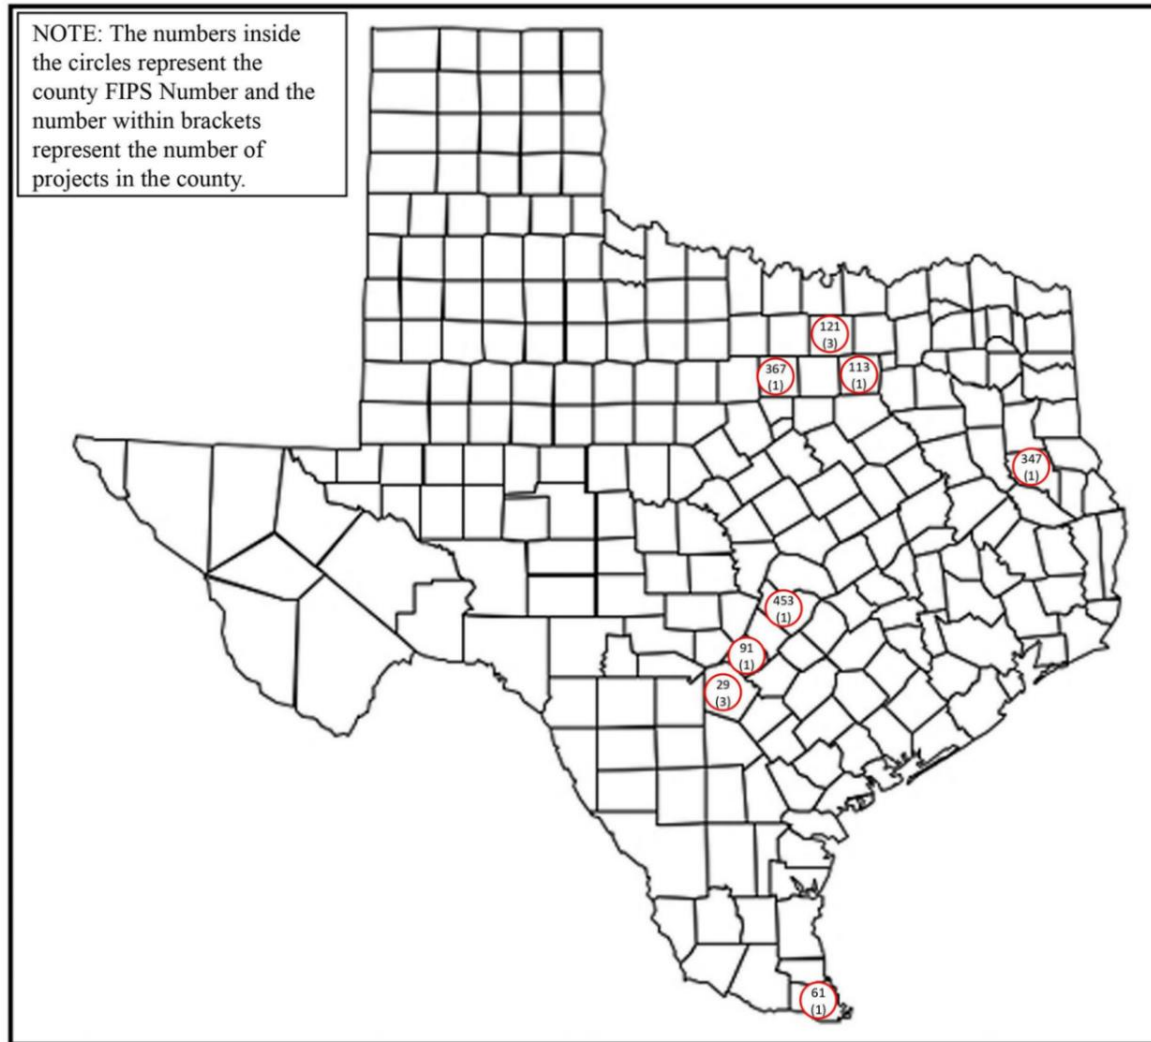 NOTE: The numbers inside
the circles represent the
county FIPS Number and the
number within brackets
represent the number of
projects in the county.
121
(3)
367
(1)
113
(1)
347
(1)
453
(1)
91
(1)
29
(3)
61
(1)